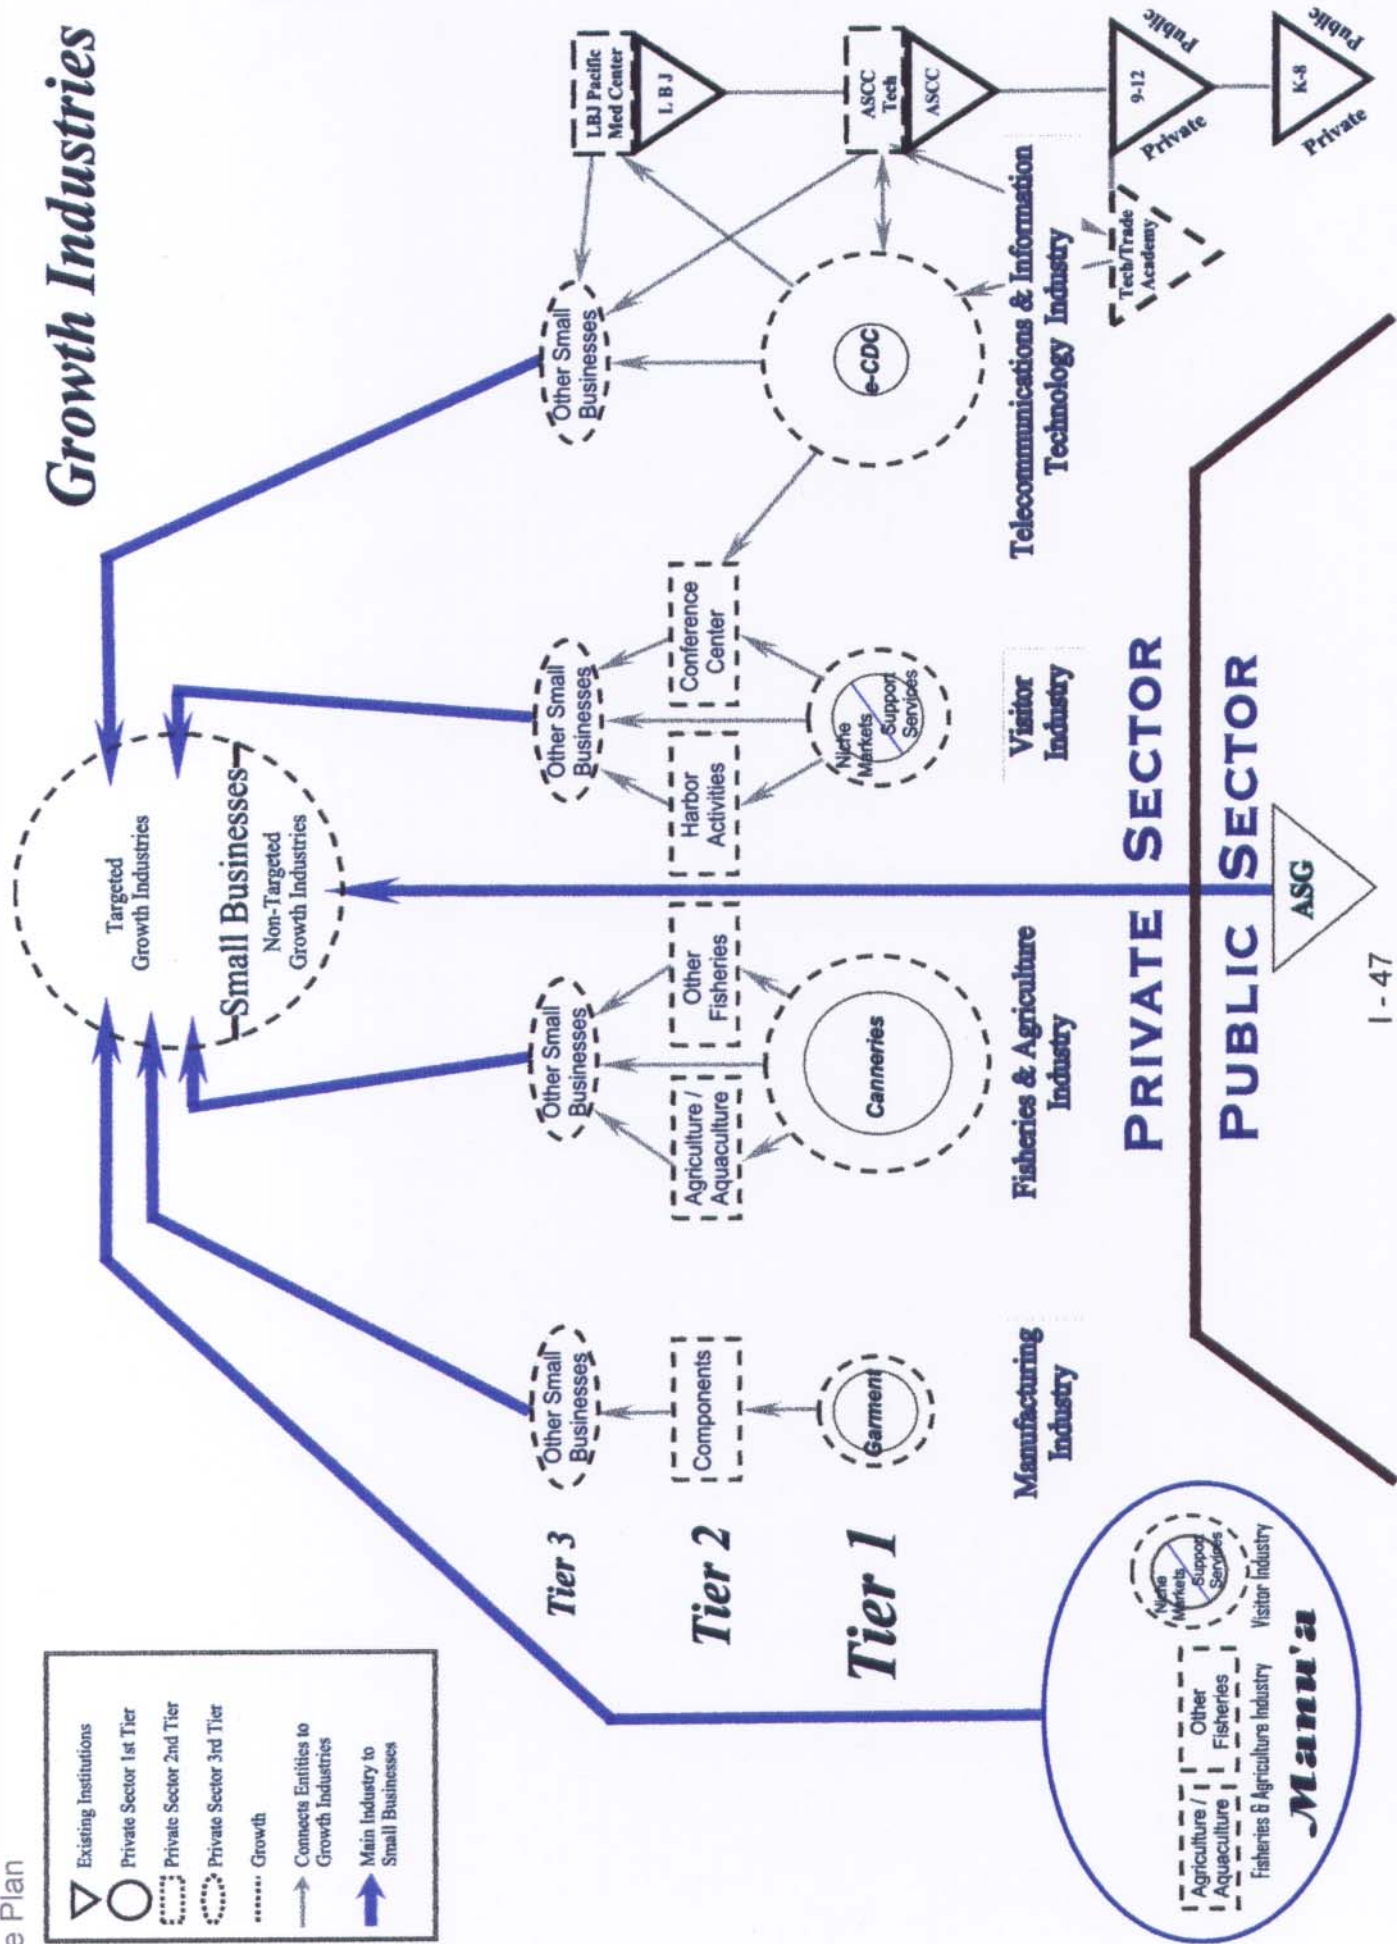 e Plan
Growth Industries
Existing Institutions
Private Sector 1st Tier
Private Sector 2nd Tier
Private Sector 3rd Tier
Growth
Connects Entities to
Growth Industries
Main Industry to
Small Businesses
Targeted
Growth Industries
Small Businesses
Non-Targeted
Growth Industries
Tier 3
Other Small
Businesses
Other Small
Businesses
Other Small
Businesses
Other Small
Businesses
LBJ Pacific
Med Center
L B J
Tier 2
Components
Agriculture /
Aquaculture
Other
Fisheries
Harbor
Activities
Conference
Center
Tier 1
Garment
Canneries
Niche
Markets
Support
Services
e-CDC
ASCC
Tech
ASCC
Manufacturing
Industry
Fisheries & Agriculture
Industry
Visitor
Industry
Telecommunications & Information
Technology Industry
Tech/Trade
Academy
9-12
Private
Public
K-8
Private
Public
PRIVATE SECTOR
PUBLIC SECTOR
ASG
Agriculture /
Aquaculture
Other
Fisheries
Fisheries & Agriculture Industry
Niche
Markets
Support
Services
Visitor Industry
Manu'a
I - 47